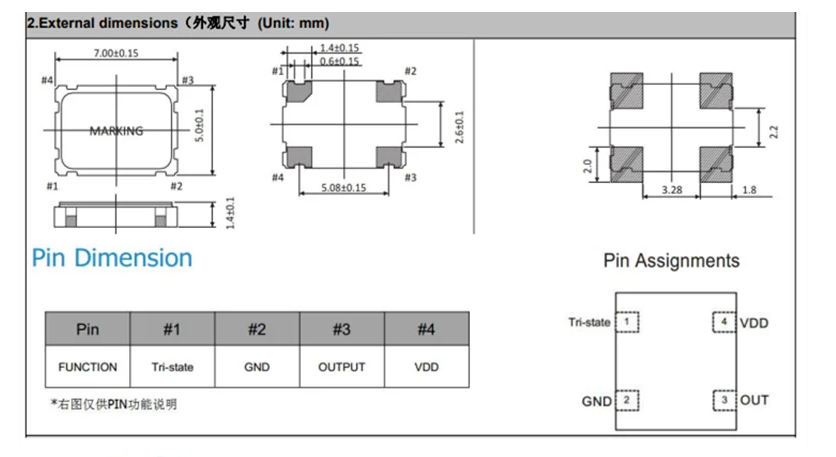 2.External dimensions（外观尺寸 (Unit: mm)
7.00±0.15
#4
#3
MARKING
5.0±0.1
#1
#2
1.4±0.1
1.4±0.15
0.6±0.15
#1
#2
2.6±0.1
#4
#3
5.08±0.15
2.2
2.0
3.28
1.8
Pin Dimension
Pin #1 #2 #3 #4
FUNCTION Tri-state GND OUTPUT VDD
*右图仅供PIN功能说明
Pin Assignments
Tri-state 1 4 VDD
GND 2 3 OUT